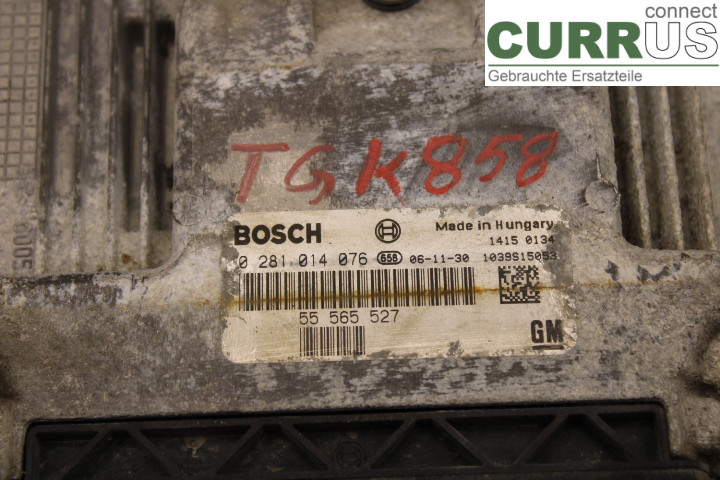 connect
CURRUS
Gebrauchte Ersatzteile
TGK858
BOSCH
Made in Hungary
1415 0134
0 281 014 076 658 06-11-30 1039S15053
55 565 527
GM